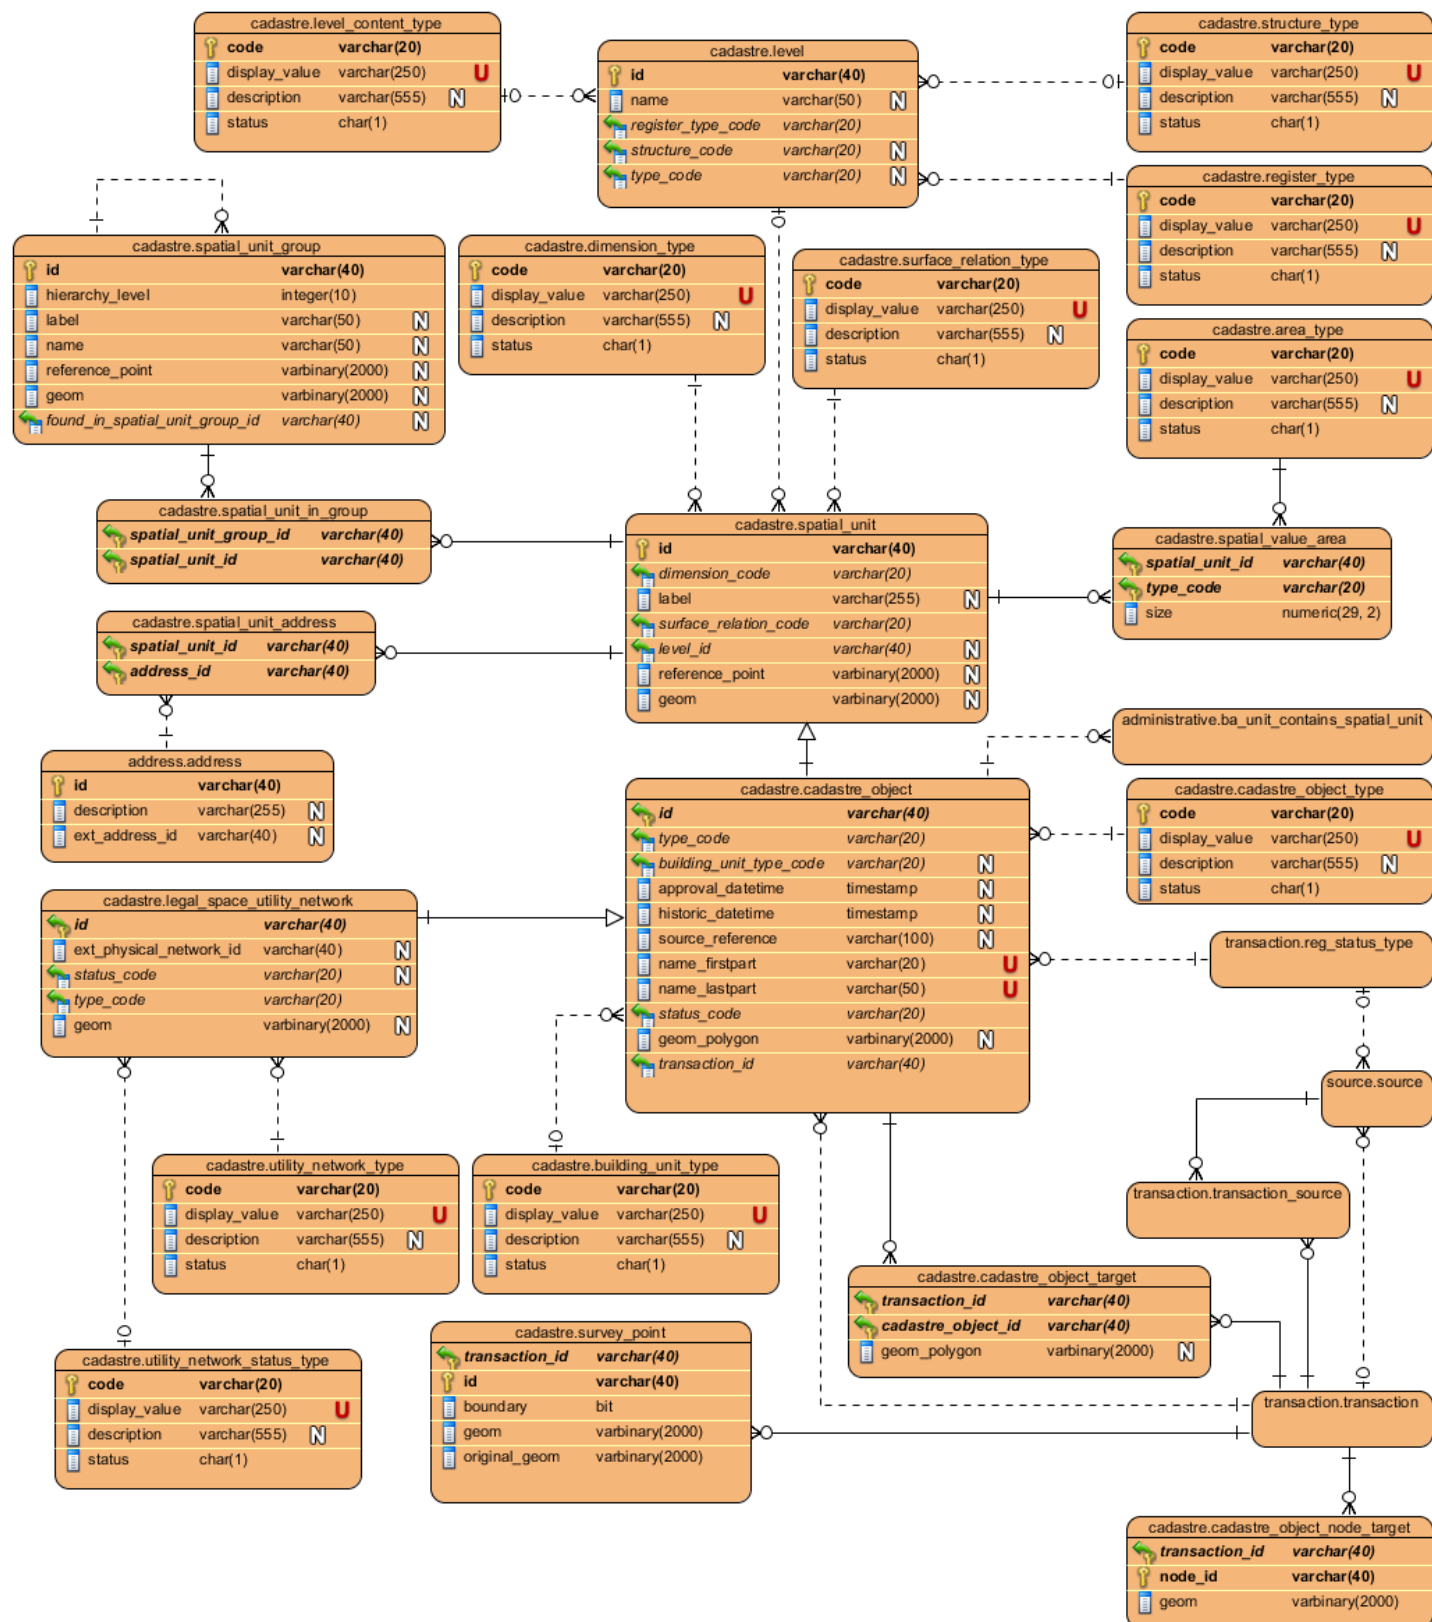 cadastre.level_content_type
code varchar(20)
display_value varchar(250) U
description varchar(555) N
status char(1)
cadastre.level
id varchar(40)
name varchar(50) N
register_type_code varchar(20)
structure_code varchar(20) N
type_code varchar(20) N
cadastre.structure_type
code varchar(20)
display_value varchar(250) U
description varchar(555) N
status char(1)
cadastre.register_type
code varchar(20)
display_value varchar(250) U
description varchar(555) N
status char(1)
cadastre.spatial_unit_group
id varchar(40)
hierarchy_level integer(10)
label varchar(50) N
name varchar(50) N
reference_point varbinary(2000) N
geom varbinary(2000) N
found_in_spatial_unit_group_id varchar(40) N
cadastre.dimension_type
code varchar(20)
display_value varchar(250) U
description varchar(555) N
status char(1)
cadastre.surface_relation_type
code varchar(20)
display_value varchar(250) U
description varchar(555) N
status char(1)
cadastre.area_type
code varchar(20)
display_value varchar(250) U
description varchar(555) N
status char(1)
cadastre.spatial_unit_in_group
spatial_unit_group_id varchar(40)
spatial_unit_id varchar(40)
cadastre.spatial_unit
id varchar(40)
dimension_code varchar(20)
label varchar(255) N
surface_relation_code varchar(20)
level_id varchar(40) N
reference_point varbinary(2000) N
geom varbinary(2000) N
cadastre.spatial_value_area
spatial_unit_id varchar(40)
type_code varchar(20)
size numeric(29, 2)
cadastre.spatial_unit_address
spatial_unit_id varchar(40)
address_id varchar(40)
administrative.ba_unit_contains_spatial_unit
address.address
id varchar(40)
description varchar(255) N
ext_address_id varchar(40) N
cadastre.cadastre_object
id varchar(40)
type_code varchar(20)
building_unit_type_code varchar(20) N
approval_datetime timestamp N
historic_datetime timestamp N
source_reference varchar(100) N
name_firstpart varchar(20) U
name_lastpart varchar(50) U
status_code varchar(20)
geom_polygon varbinary(2000) N
transaction_id varchar(40)
cadastre.cadastre_object_type
code varchar(20)
display_value varchar(250) U
description varchar(555) N
status char(1)
cadastre.legal_space_utility_network
id varchar(40)
ext_physical_network_id varchar(40) N
status_code varchar(20) N
type_code varchar(20)
geom varbinary(2000) N
transaction.reg_status_type
source.source
cadastre.utility_network_type
code varchar(20)
display_value varchar(250) U
description varchar(555) N
status char(1)
cadastre.building_unit_type
code varchar(20)
display_value varchar(250) U
description varchar(555) N
status char(1)
transaction.transaction_source
cadastre.cadastre_object_target
transaction_id varchar(40)
cadastre_object_id varchar(40)
geom_polygon varbinary(2000) N
cadastre.survey_point
transaction_id varchar(40)
id varchar(40)
boundary bit
geom varbinary(2000)
original_geom varbinary(2000)
cadastre.utility_network_status_type
code varchar(20)
display_value varchar(250) U
description varchar(555) N
status char(1)
transaction.transaction
cadastre.cadastre_object_node_target
transaction_id varchar(40)
node_id varchar(40)
geom varbinary(2000)